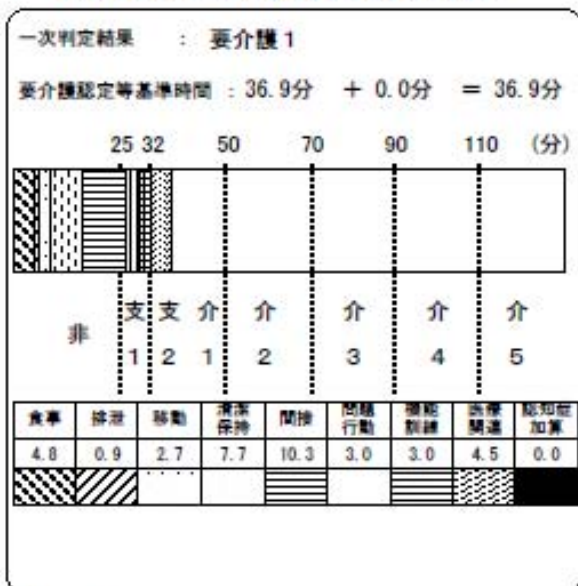 一次判定結果 : 要介護1
要介護認定等基準時間 : 36.9分 + 0.0分 = 36.9分
25 32 50 70 90 110 (分)
非 支1 支2 介1 介2 介3 介4 介5
食事 排泄 移動 清潔保持 間接 問題行動 機能訓練 医療関連 認知症加算
4.8 0.9 2.7 7.7 10.3 3.0 3.0 4.5 0.0